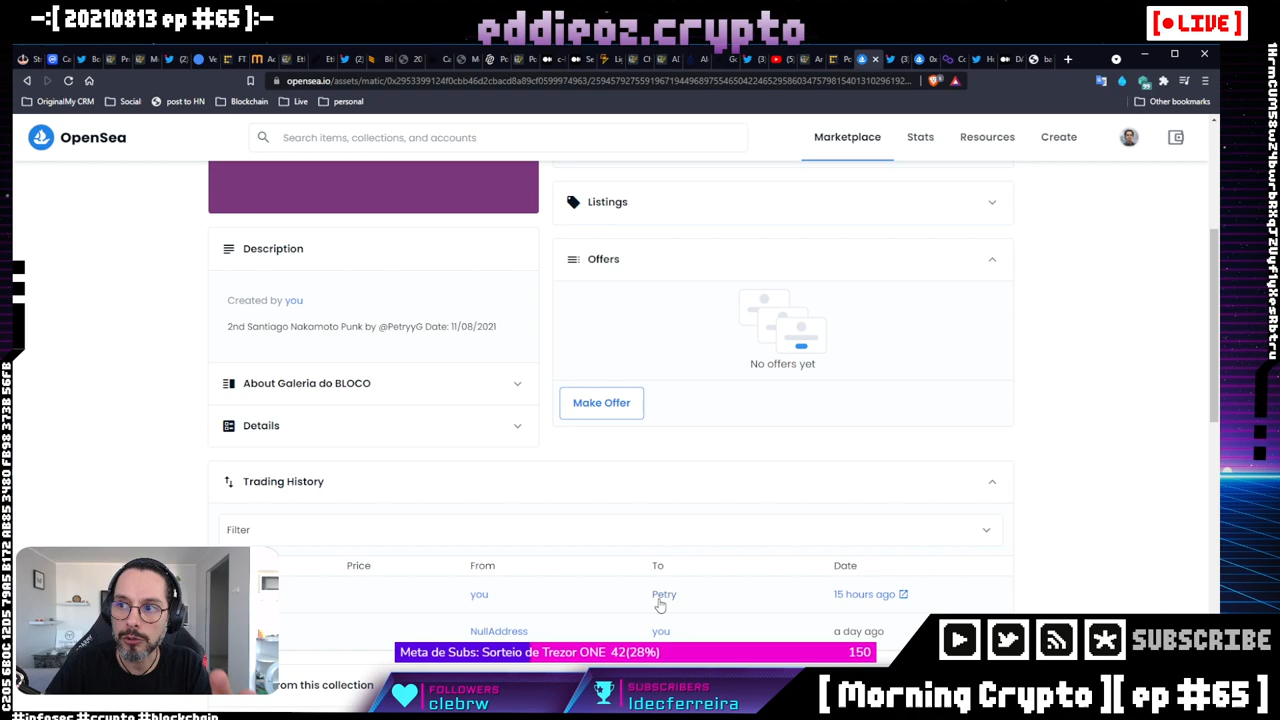 -:[ 20210813 ep #65 ]:-
eddieoz.crypto
[● LIVE]
opensea.io/assets/matic/0x2953399124f0cbb46d2cbacd8a89cf0599974963/25945792755919671944968975546504224652958603475798154013102961​92...
OriginalMy CRM
Social
post to HN
Blockchain
Live
personal
Other bookmarks
OpenSea
Search items, collections, and accounts
Marketplace
Stats
Resources
Create
Listings
Description
Offers
Created by you
2nd Santiago Nakamoto Punk by @PetryyG Date: 11/08/2021
No offers yet
About Galeria do BLOCO
Make Offer
Details
Trading History
Filter
Price
From
To
Date
you
Petry
15 hours ago
NullAddress
you
a day ago
Meta de Subs: Sorteio de Trezor ONE 42(28%)
150
SUBSCRIBE
from this collection
FOLLOWERS
clebrw
SUBSCRIBERS
ldecferreira
[ Morning Crypto ][ ep #65 ]
#infosec #crypto #blockchain